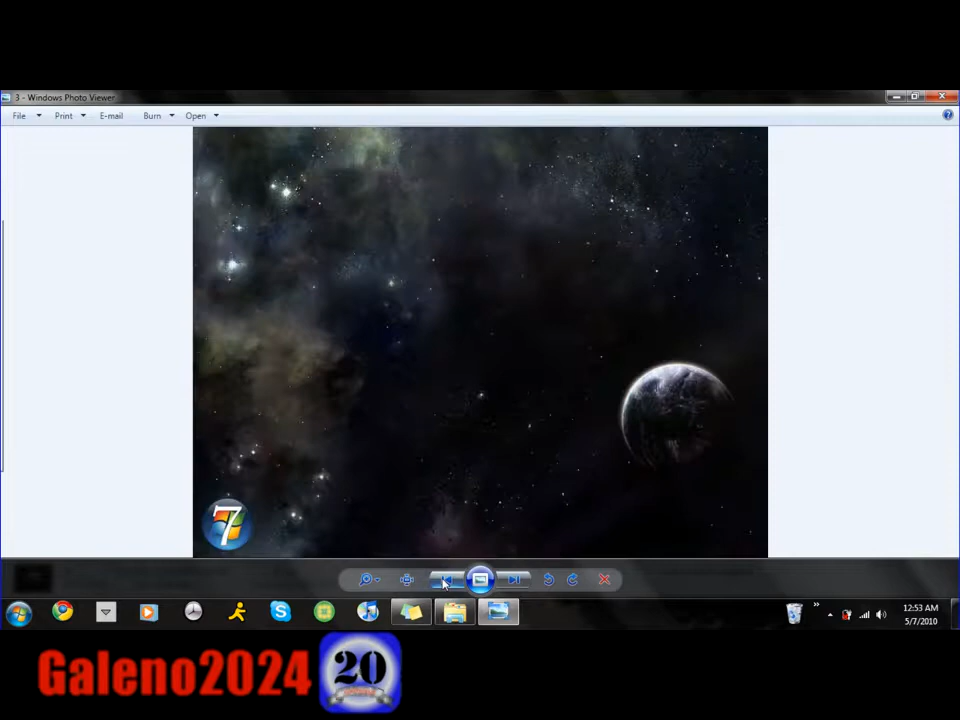 3 - Windows Photo Viewer
File Print E-mail Burn Open
7
12:53 AM
5/7/2010
Galeno2024
20